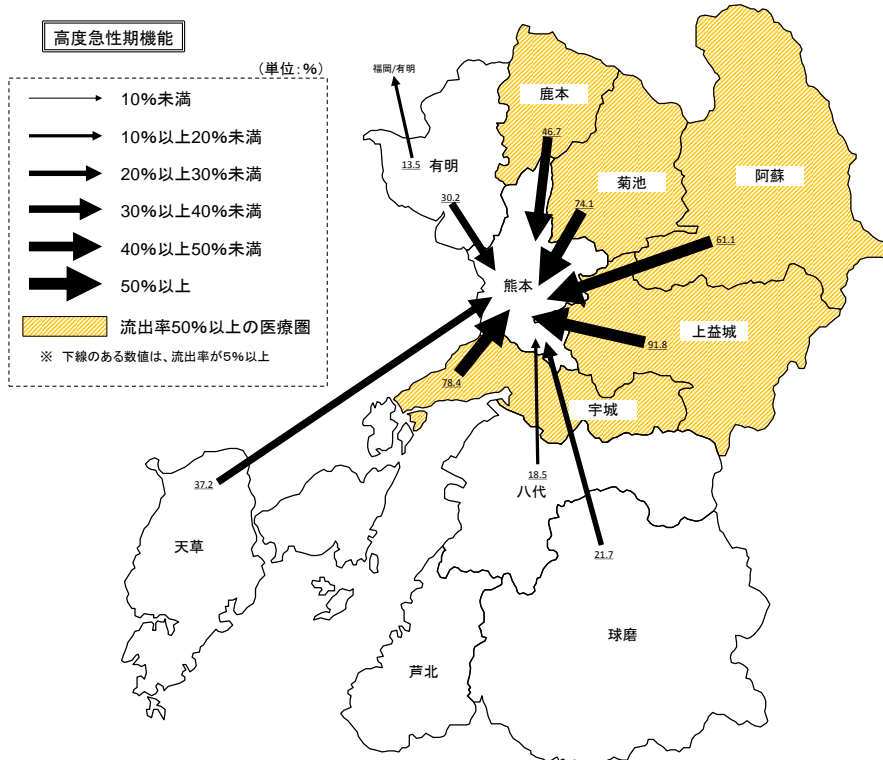 高度急性期機能
(単位：%)
10%未満
10%以上20%未満
20%以上30%未満
30%以上40%未満
40%以上50%未満
50%以上
流出率50%以上の医療圏
※ 下線のある数値は、流出率が5%以上
福岡/有明
鹿本
46.7
13.5
有明
菊池
阿蘇
30.2
74.1
61.1
熊本
上益城
91.8
78.4
宇城
18.5
八代
37.2
天草
21.7
球磨
芦北